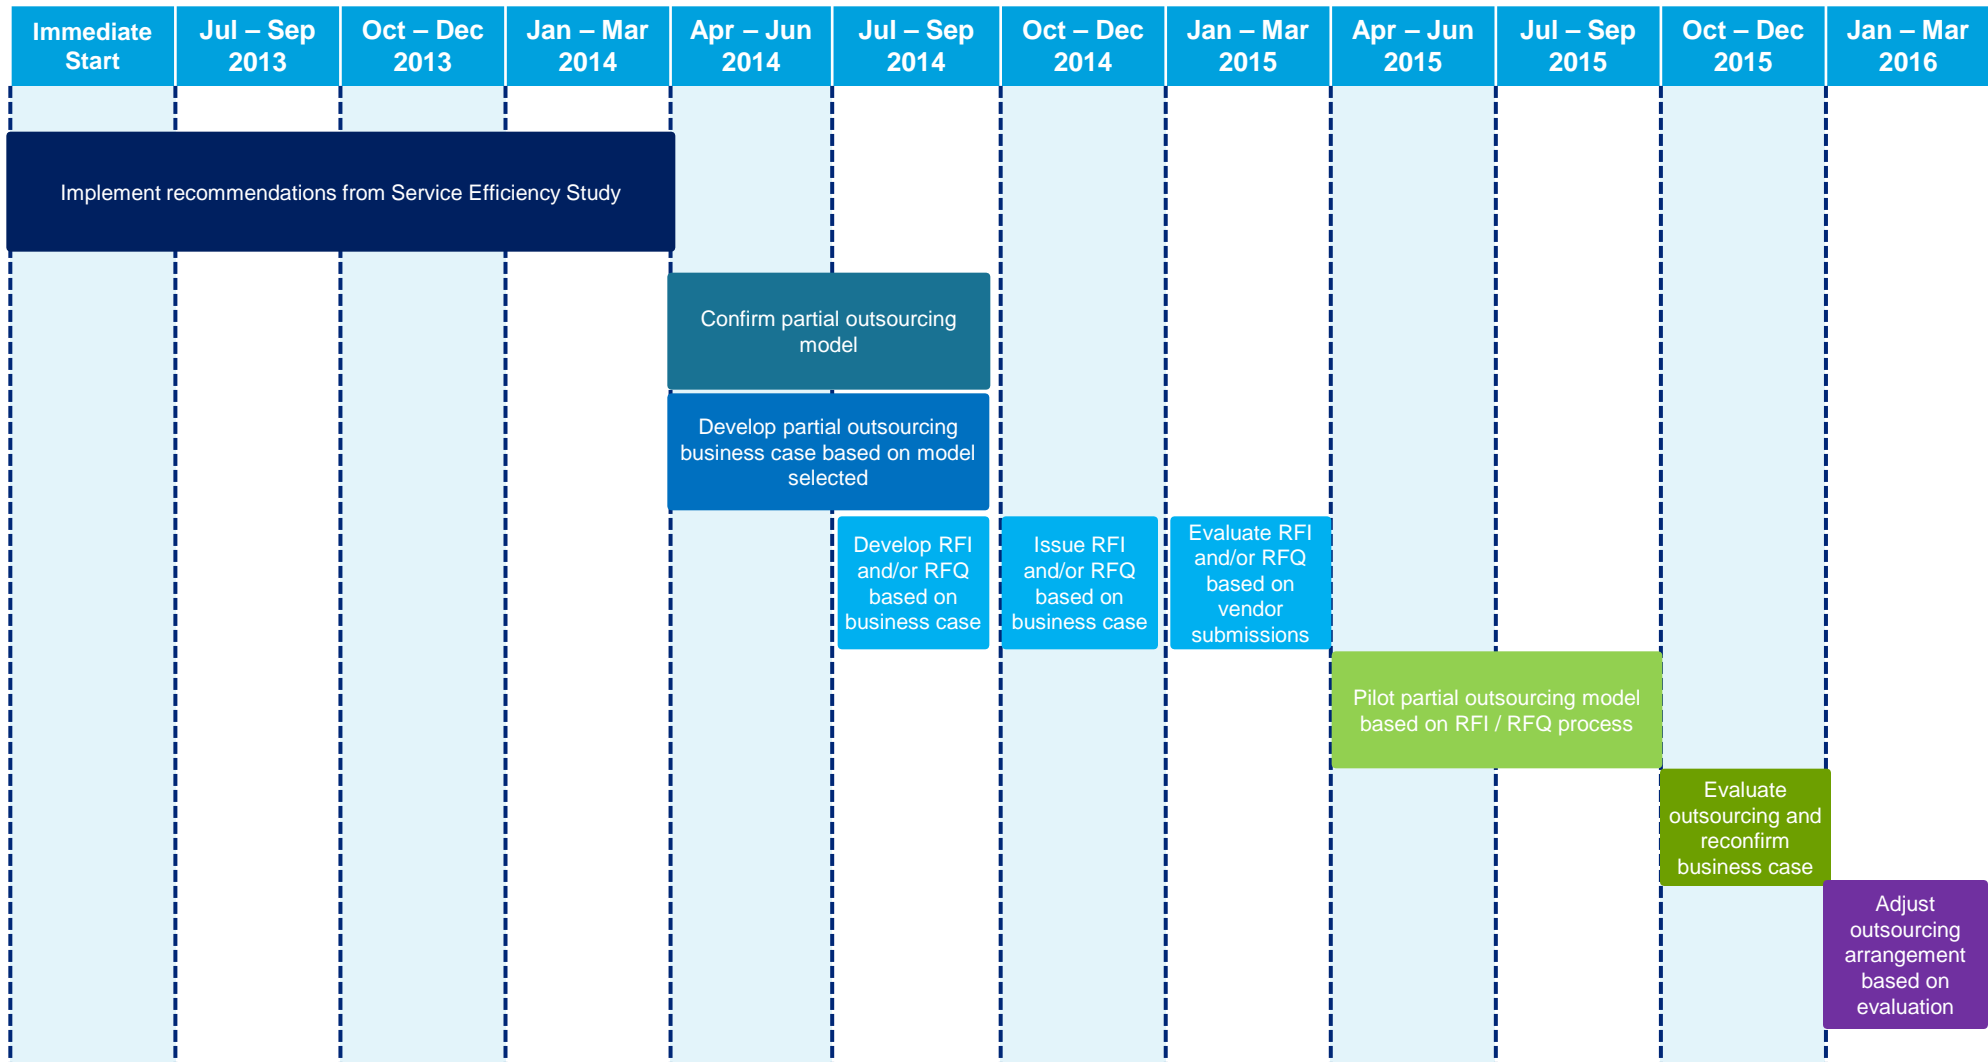 Immediate
Start
Jul – Sep
2013
Oct – Dec
2013
Jan – Mar
2014
Apr – Jun
2014
Jul – Sep
2014
Oct – Dec
2014
Jan – Mar
2015
Apr – Jun
2015
Jul – Sep
2015
Oct – Dec
2015
Jan – Mar
2016
Implement recommendations from Service Efficiency Study
Confirm partial outsourcing
model
Develop partial outsourcing
business case based on model
selected
Develop RFI
and/or RFQ
based on
business case
Issue RFI
and/or RFQ
based on
business case
Evaluate RFI
and/or RFQ
based on
vendor
submissions
Pilot partial outsourcing model
based on RFI / RFQ process
Evaluate
outsourcing and
reconfirm
business case
Adjust
outsourcing
arrangement
based on
evaluation